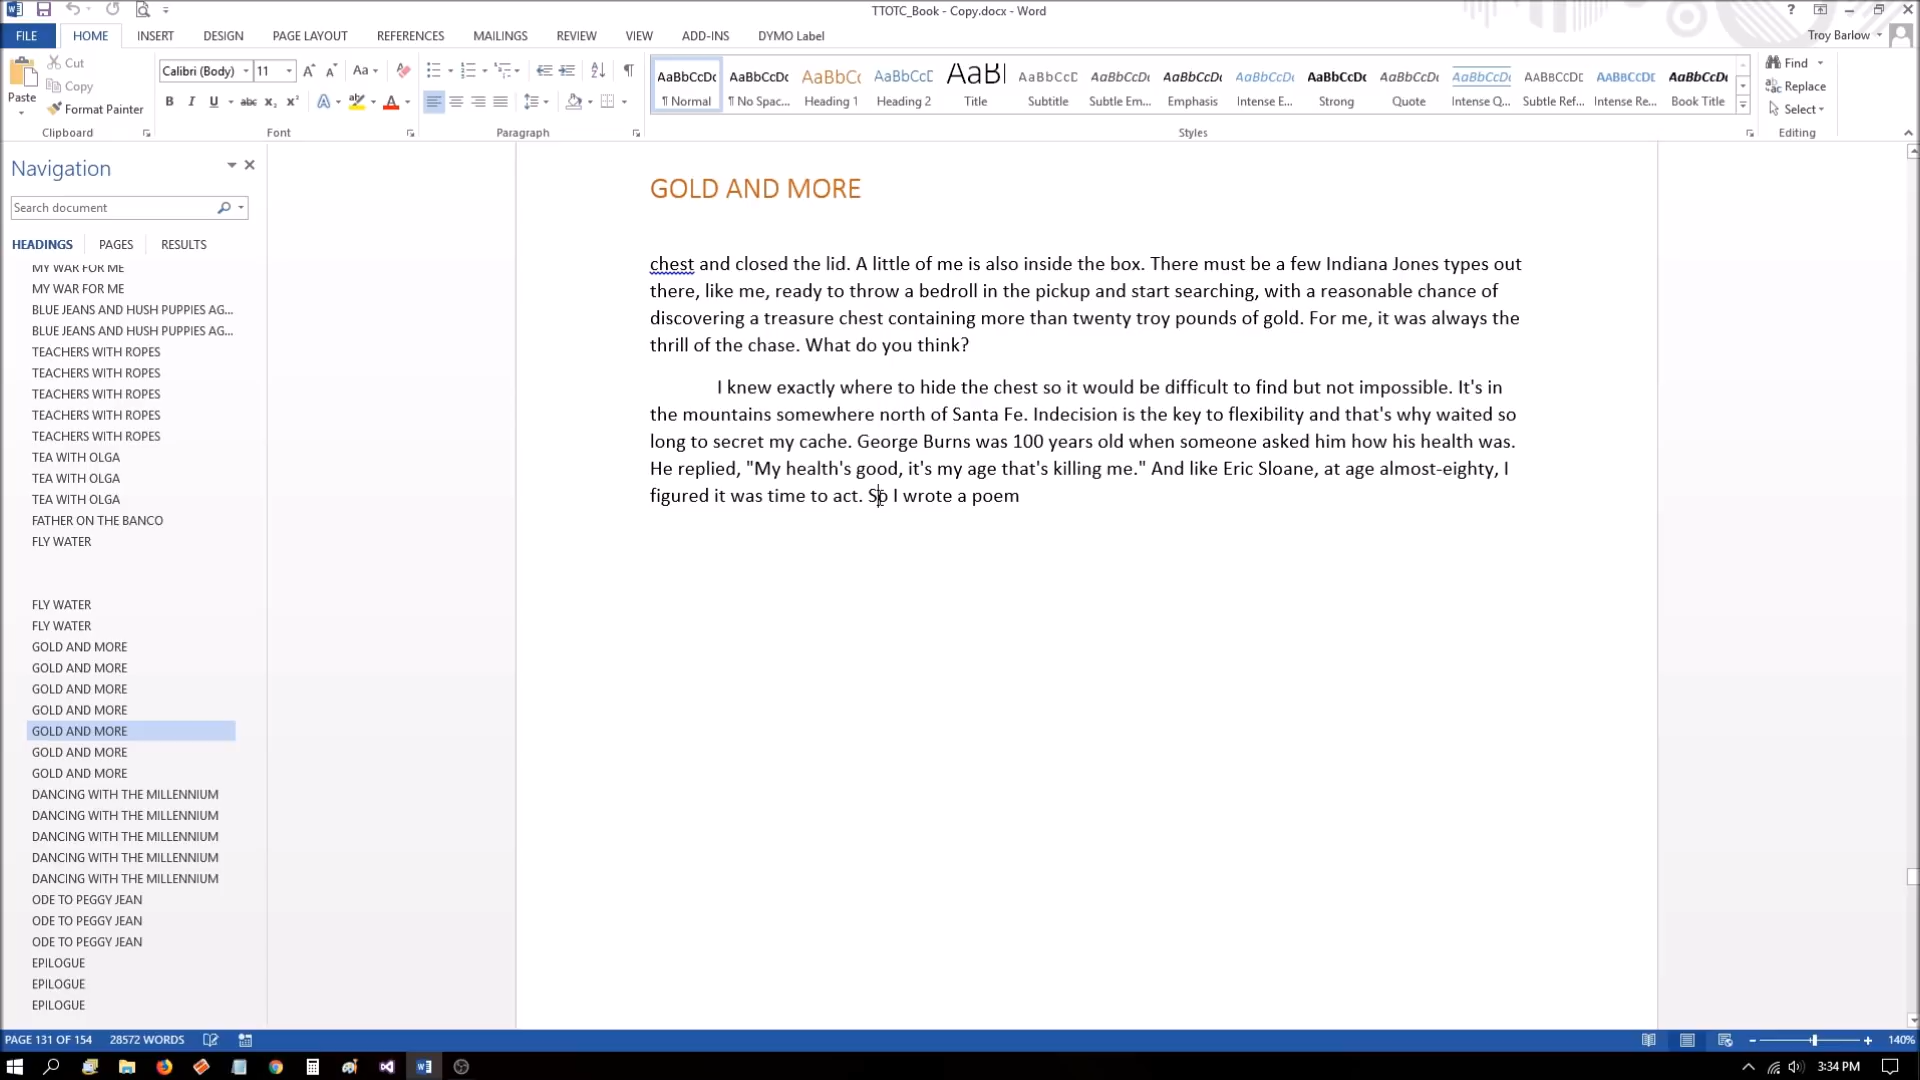 TTOTC_Book - Copy.docx - Word
?
FILE HOME INSERT DESIGN PAGE LAYOUT REFERENCES MAILINGS REVIEW VIEW ADD-INS DYMO Label
Troy Barlow
Paste
Cut
Copy
Format Painter
Clipboard
Calibri (Body) 11
Font
Paragraph
AaBbCcDc AaBbCcDc AaBbC AaBbCcE AaBl AaBbCcD AaBbCcDt AaBbCcDt AaBbCcDt AaBbCcDc AaBbCcDt AaBbCcDt AABBCCDE AABBCCDE AaBbCcDt
¶ Normal ¶ No Spac... Heading 1 Heading 2 Title Subtitle Subtle Em... Emphasis Intense E... Strong Quote Intense Q... Subtle Ref... Intense Re... Book Title
Styles
Find
Replace
Select
Editing
Navigation
Search document
HEADINGS PAGES RESULTS
MY WAR FOR ME
MY WAR FOR ME
BLUE JEANS AND HUSH PUPPIES AG...
BLUE JEANS AND HUSH PUPPIES AG...
TEACHERS WITH ROPES
TEACHERS WITH ROPES
TEACHERS WITH ROPES
TEACHERS WITH ROPES
TEACHERS WITH ROPES
TEA WITH OLGA
TEA WITH OLGA
TEA WITH OLGA
FATHER ON THE BANCO
FLY WATER
FLY WATER
FLY WATER
GOLD AND MORE
GOLD AND MORE
GOLD AND MORE
GOLD AND MORE
GOLD AND MORE
GOLD AND MORE
GOLD AND MORE
DANCING WITH THE MILLENNIUM
DANCING WITH THE MILLENNIUM
DANCING WITH THE MILLENNIUM
DANCING WITH THE MILLENNIUM
DANCING WITH THE MILLENNIUM
ODE TO PEGGY JEAN
ODE TO PEGGY JEAN
ODE TO PEGGY JEAN
EPILOGUE
EPILOGUE
EPILOGUE
GOLD AND MORE
chest and closed the lid. A little of me is also inside the box. There must be a few Indiana Jones types out
there, like me, ready to throw a bedroll in the pickup and start searching, with a reasonable chance of
discovering a treasure chest containing more than twenty troy pounds of gold. For me, it was always the
thrill of the chase. What do you think?
I knew exactly where to hide the chest so it would be difficult to find but not impossible. It's in
the mountains somewhere north of Santa Fe. Indecision is the key to flexibility and that's why waited so
long to secret my cache. George Burns was 100 years old when someone asked him how his health was.
He replied, "My health's good, it's my age that's killing me." And like Eric Sloane, at age almost-eighty, I
figured it was time to act. So I wrote a poem
PAGE 131 OF 154 28572 WORDS
140%
3:34 PM